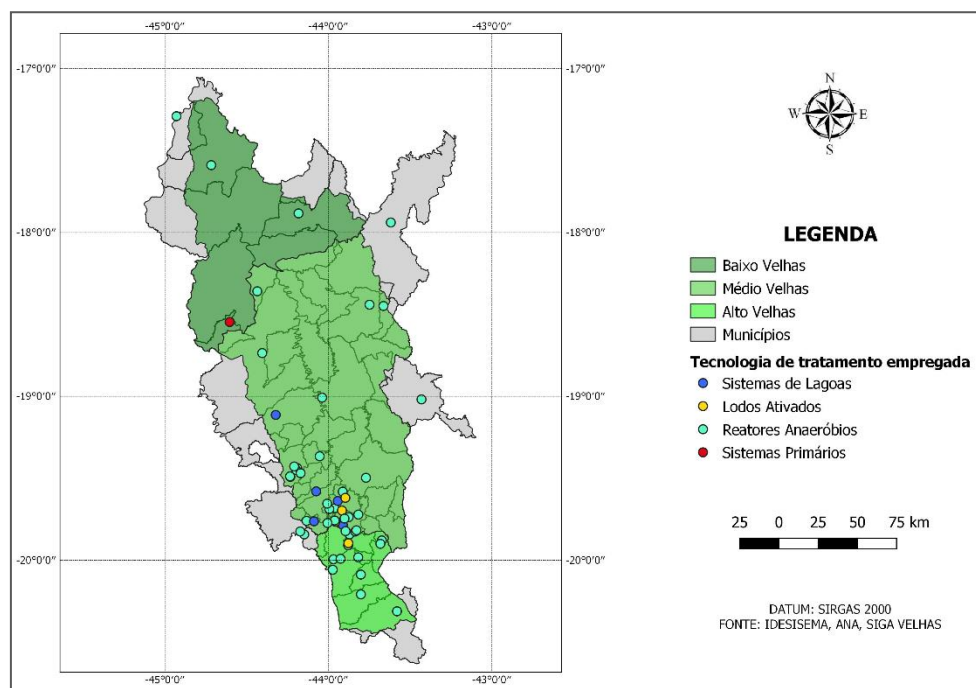 -45°0'0"
-44°0'0"
-43°0'0"
-17°0'0"
-17°0'0"
N
W
E
S
-18°0'0"
-18°0'0"
LEGENDA
Baixo Velhas
Médio Velhas
Alto Velhas
Municípios
Tecnologia de tratamento empregada
Sistemas de Lagoas
-19°0'0"
-19°0'0"
Lodos Ativados
Reatores Anaeróbios
Sistemas Primários
25 0 25 50 75 km
-20°0'0"
-20°0'0"
DATUM: SIRGAS 2000
FONTE: IDESISEMA, ANA, SIGA VELHAS
-45°0'0"
-44°0'0"
-43°0'0"